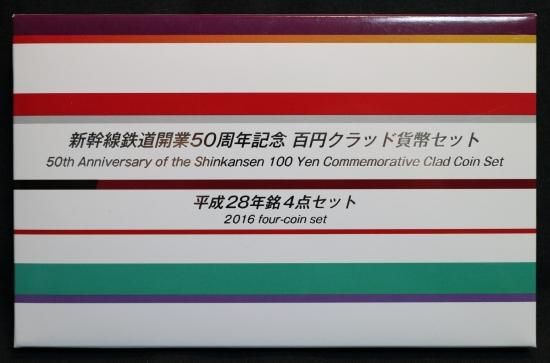 新幹線鉄道開業50周年記念 百円クラッド貨幣セット
50th Anniversary of the Shinkansen 100 Yen Commemorative Clad Coin Set
平成28年銘4点セット
2016 four-coin set